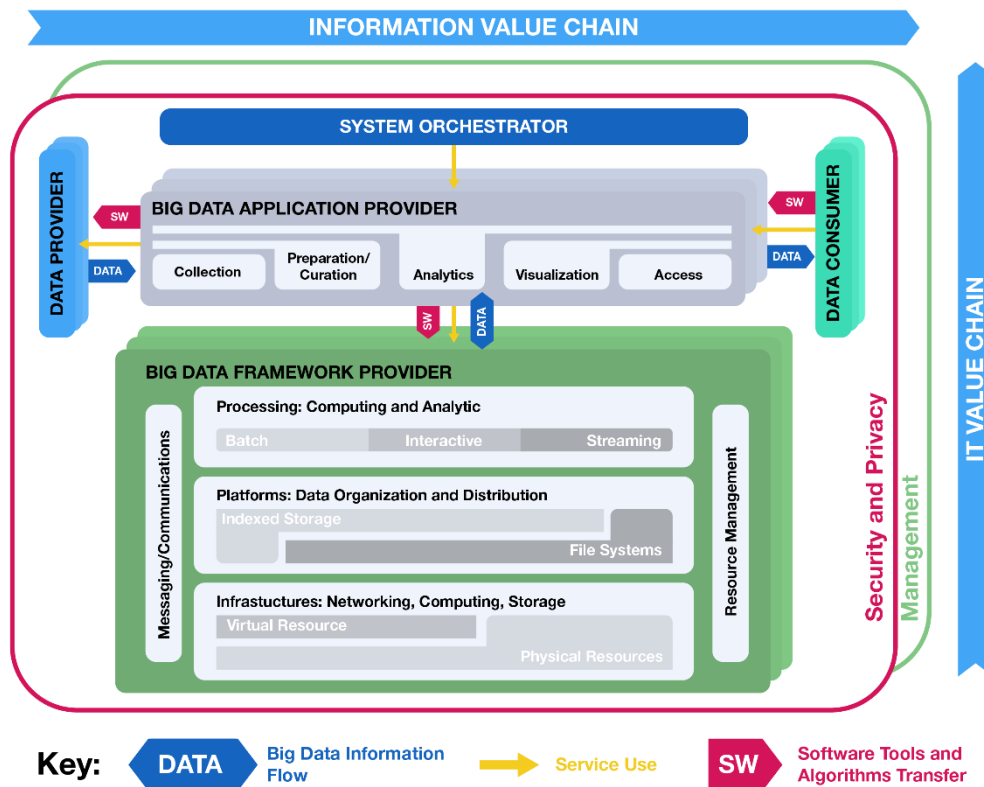 INFORMATION VALUE CHAIN
IT VALUE CHAIN
SYSTEM ORCHESTRATOR
DATA PROVIDER
SW
DATA
BIG DATA APPLICATION PROVIDER
Collection
Preparation/
Curation
Analytics
Visualization
Access
SW
DATA
DATA CONSUMER
SW
DATA
BIG DATA FRAMEWORK PROVIDER
Messaging/Communications
Processing: Computing and Analytic
Batch
Interactive
Streaming
Platforms: Data Organization and Distribution
Indexed Storage
File Systems
Infrastuctures: Networking, Computing, Storage
Virtual Resource
Physical Resources
Resource Management
Security and Privacy
Management
Key:
DATA
Big Data Information
Flow
Service Use
SW
Software Tools and
Algorithms Transfer